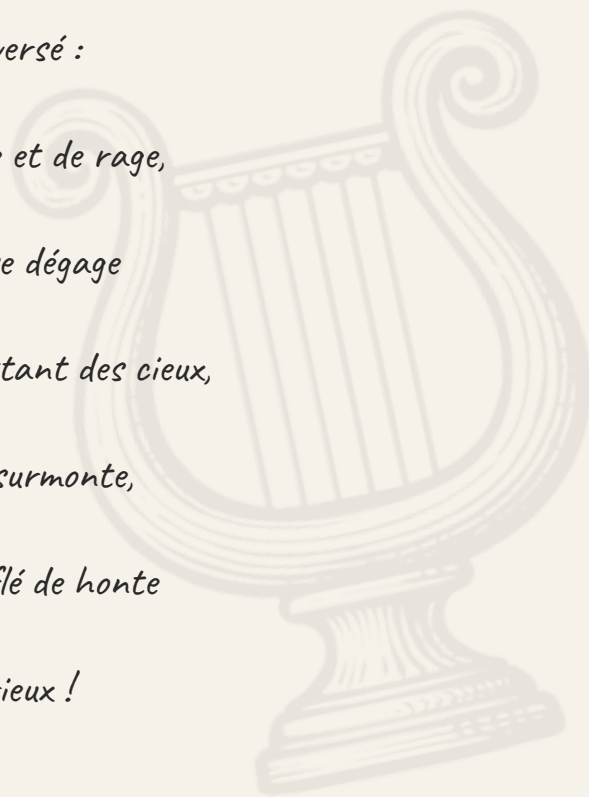 versé :
et de rage,
e dégage
tant des cieux,
surmonte,
flé de honte
cieux !